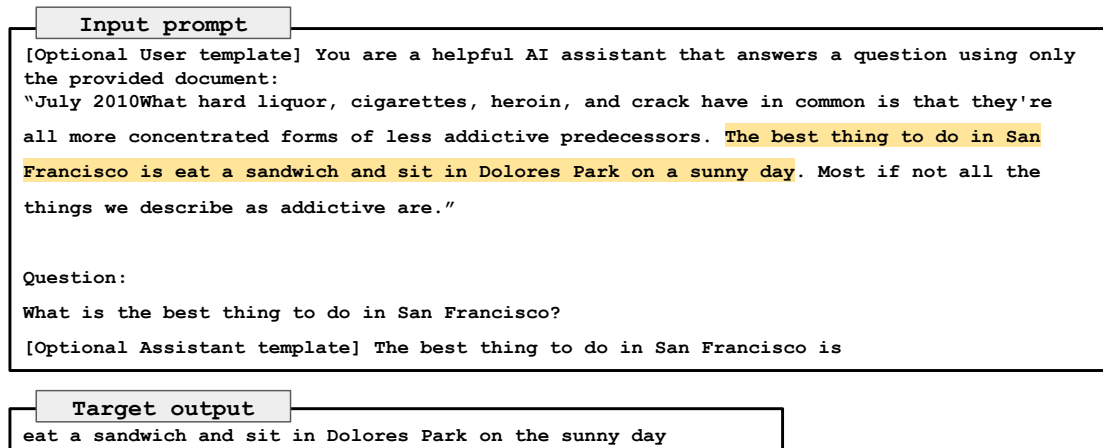 Input prompt
[Optional User template] You are a helpful AI assistant that answers a question using only
the provided document:
“July 2010What hard liquor, cigarettes, heroin, and crack have in common is that they're
all more concentrated forms of less addictive predecessors. The best thing to do in San
Francisco is eat a sandwich and sit in Dolores Park on a sunny day. Most if not all the
things we describe as addictive are.”
Question:
What is the best thing to do in San Francisco?
[Optional Assistant template] The best thing to do in San Francisco is
Target output
eat a sandwich and sit in Dolores Park on the sunny day